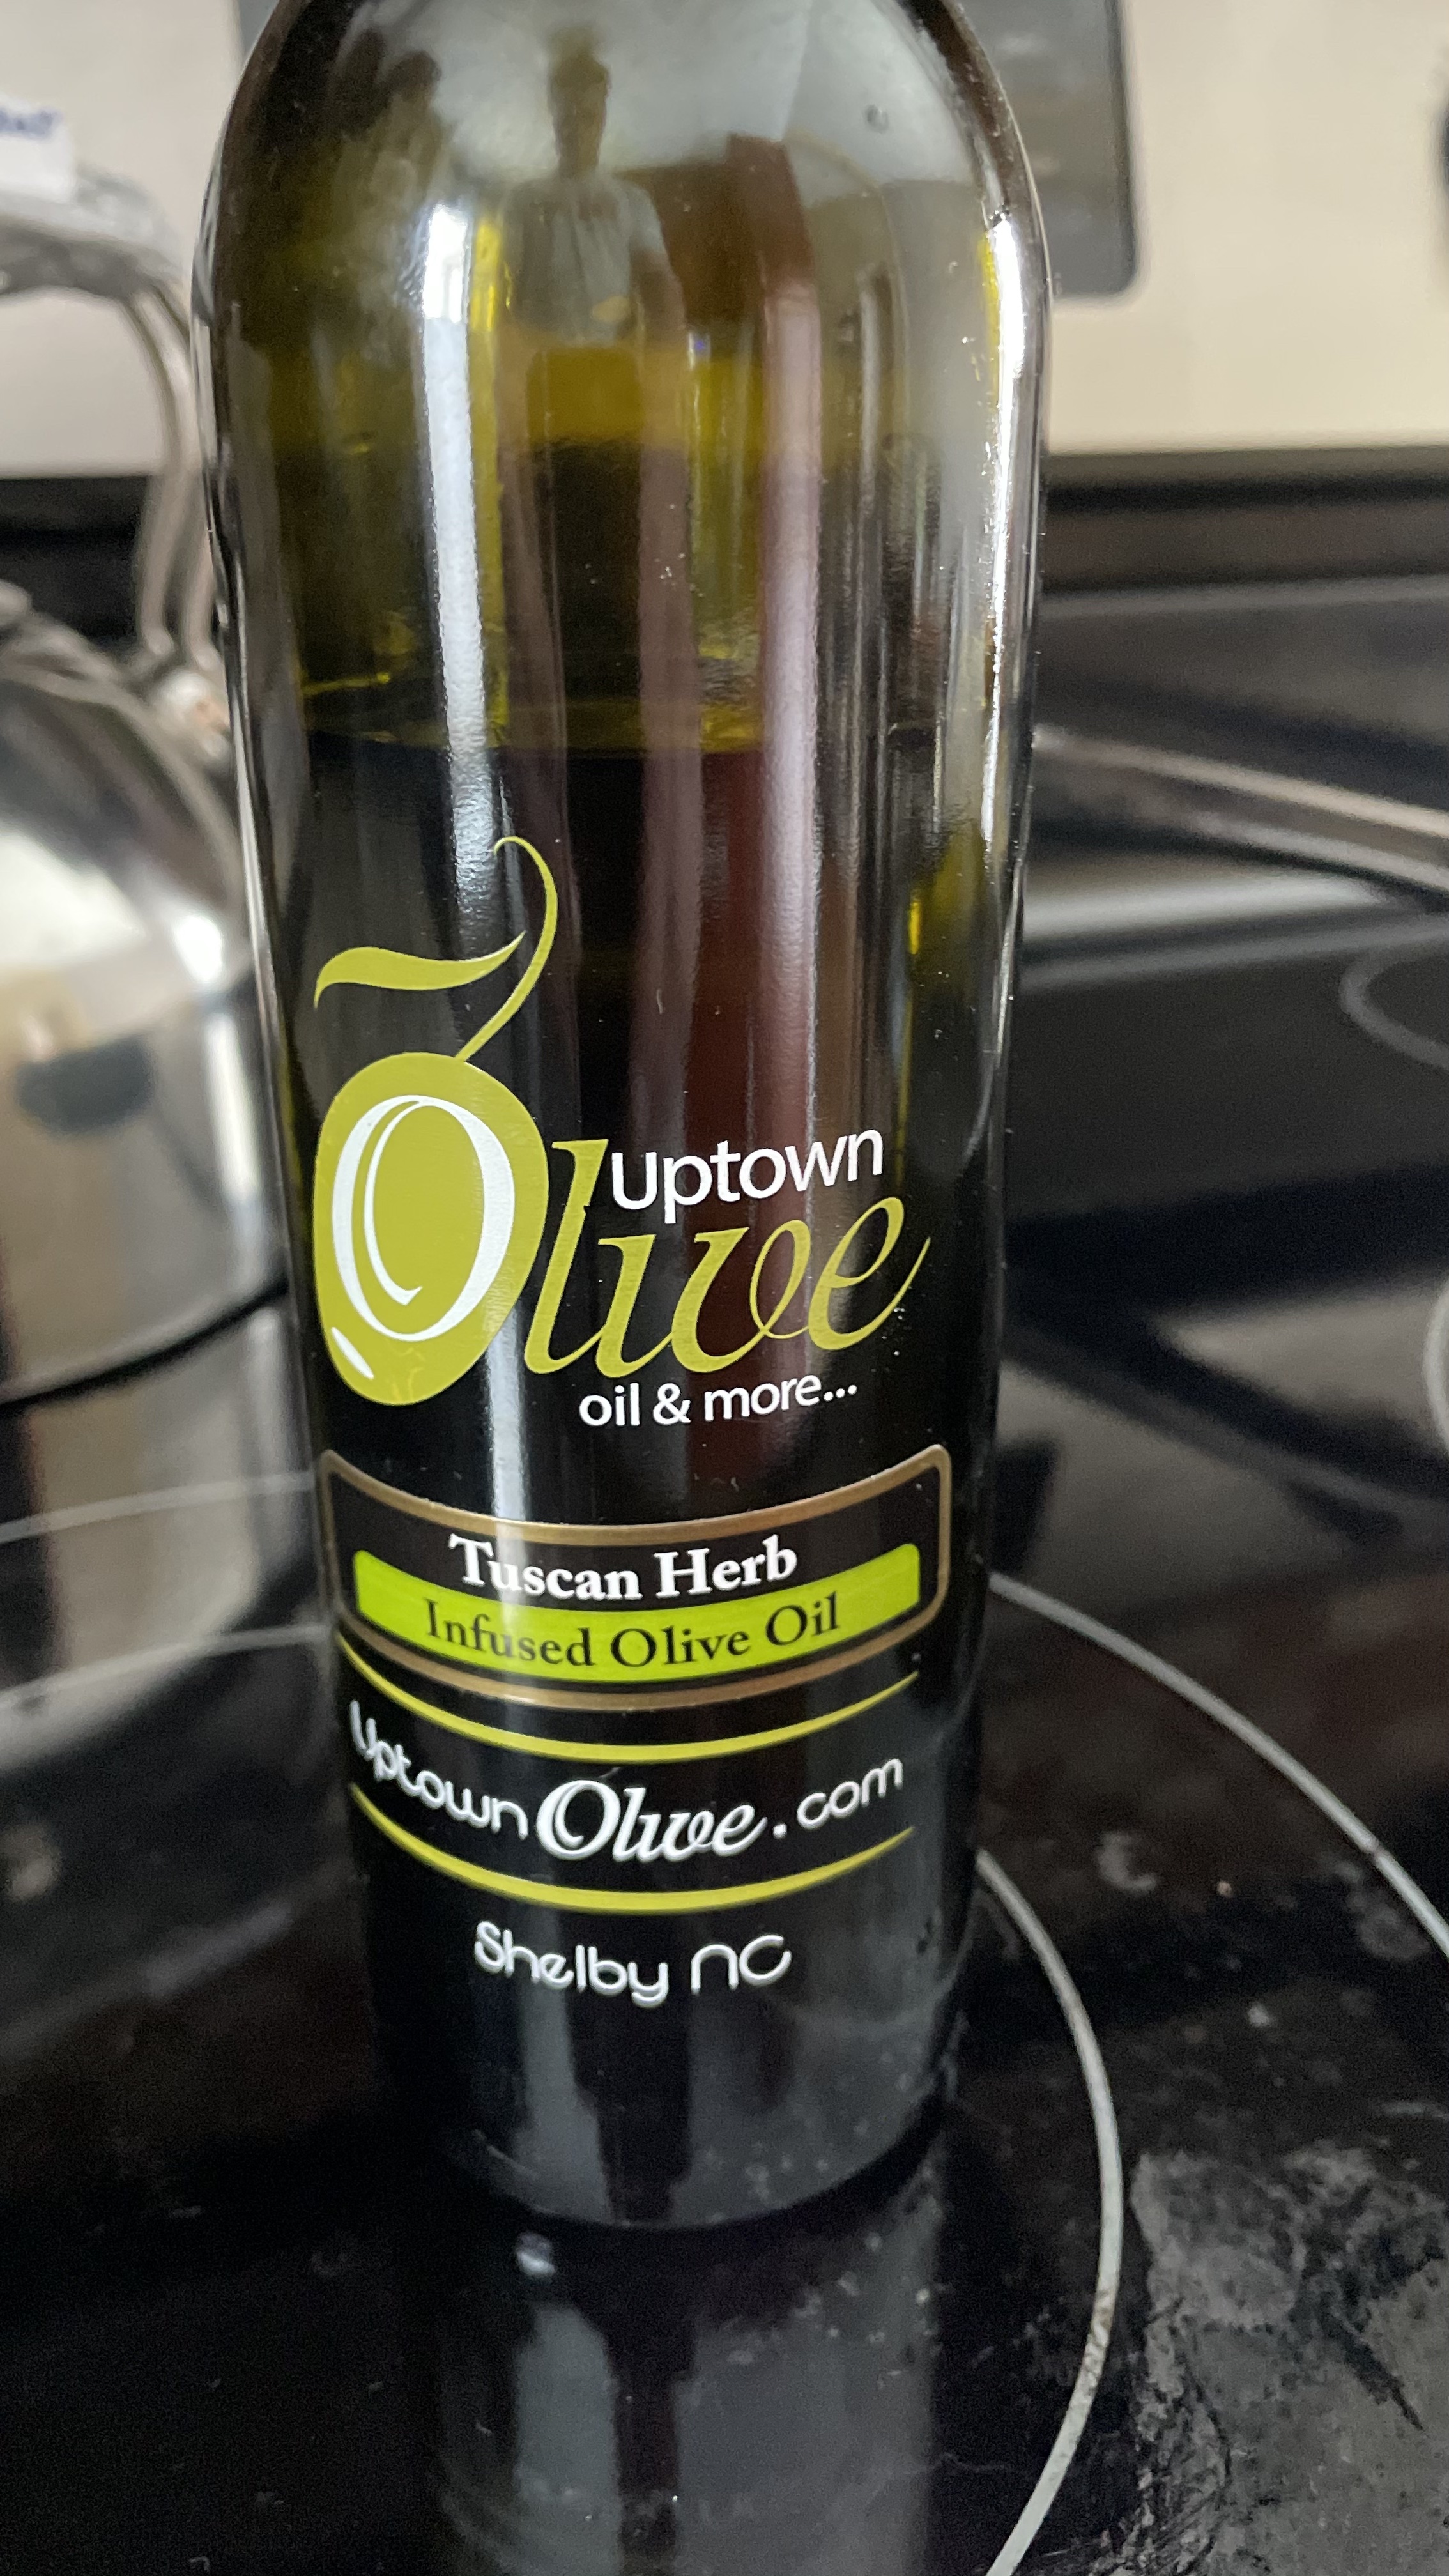 Uptown
Olive
oil & more...
Tuscan Herb
Infused Olive Oil
UptownOlive.com
Shelby NC